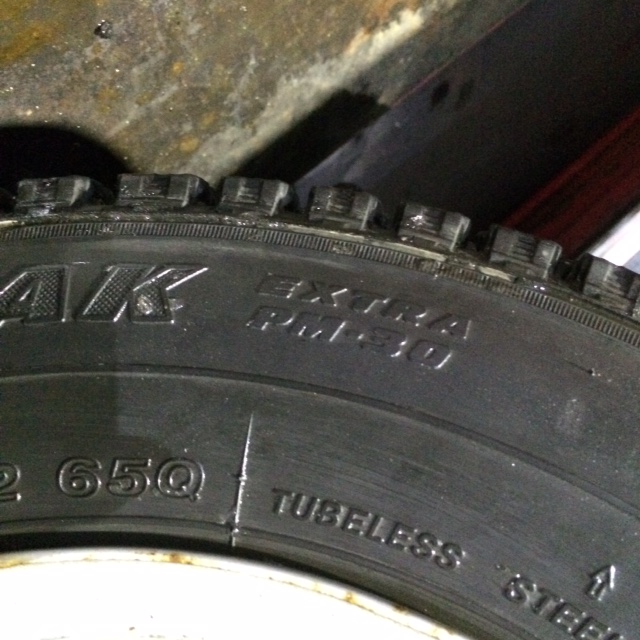 AK EXTRA
PM-30
2 65Q TUBELESS STEE